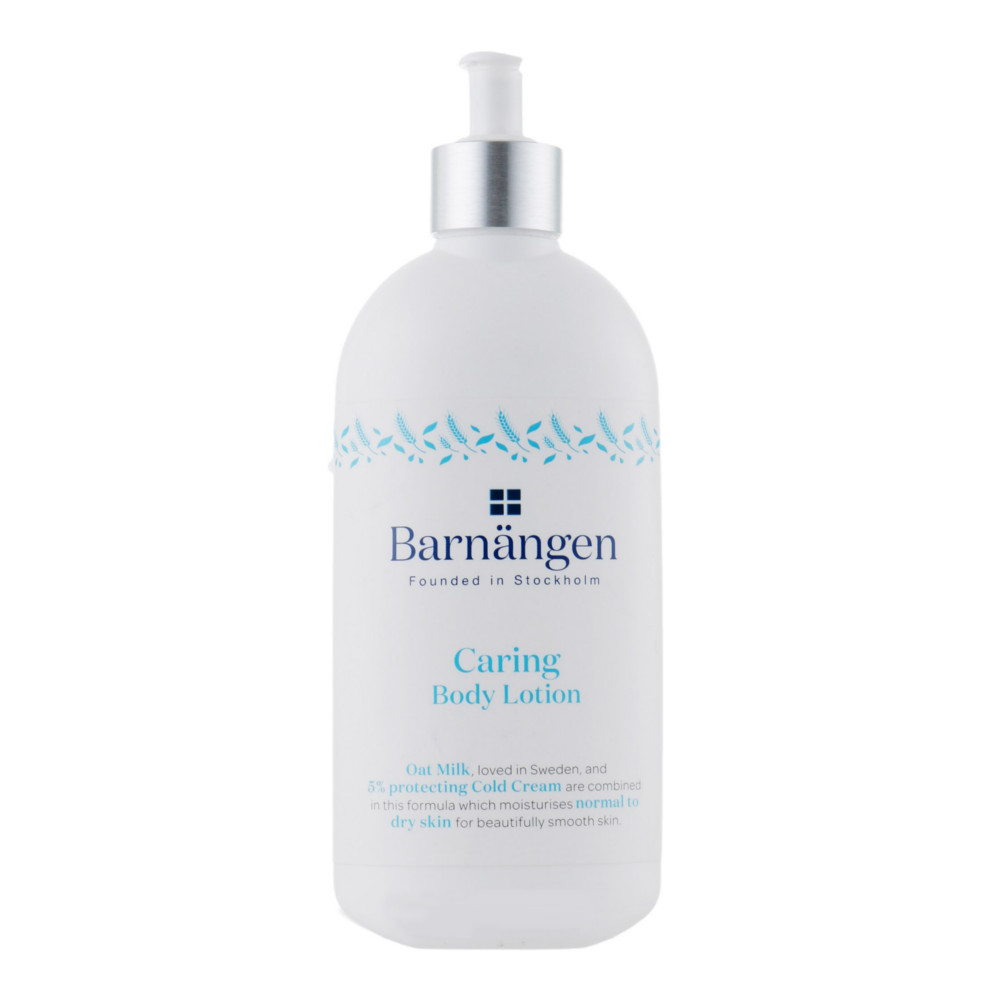 Barnängen
Founded in Stockholm
Caring
Body Lotion
Oat Milk, loved in Sweden, and
5% protecting Cold Cream are combined
in this formula which moisturises normal to
dry skin for beautifully smooth skin.